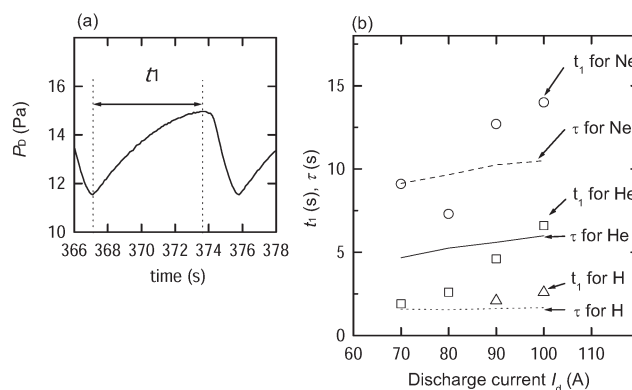 (a)
t1
P_b (Pa)
16
14
12
10
366 368 370 372 374 376 378
time (s)
(b)
t_1 (s), τ (s)
15
10
5
0
60 70 80 90 100 110
Discharge current I_d (A)
t_1 for Ne
τ for Ne
t_1 for He
τ for He
t_1 for H
τ for H